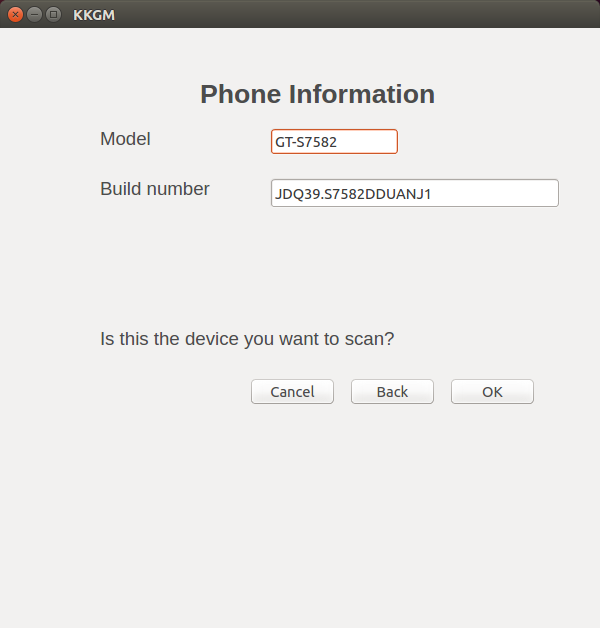 KKGM
Phone Information
Model GT-S7582
Build number JDQ39.S7582DDUANJ1
Is this the device you want to scan?
Cancel Back OK